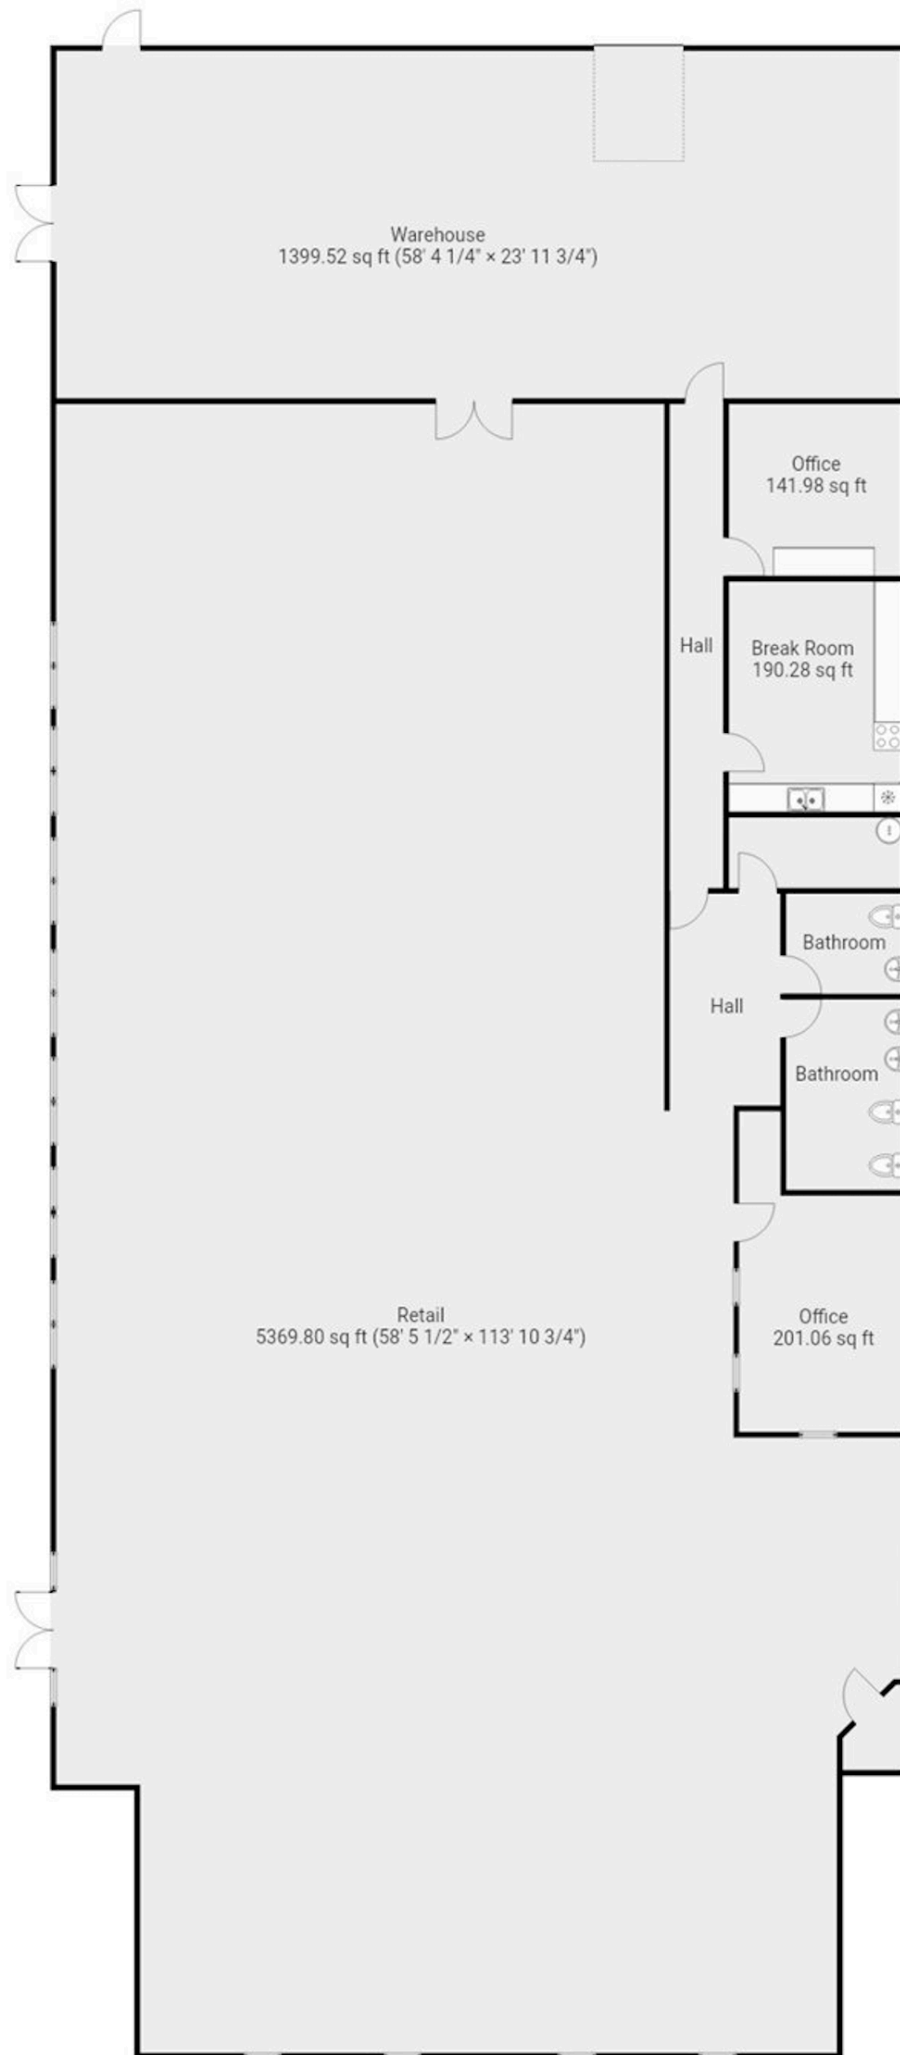 Warehouse
1399.52 sq ft (58' 4 1/4" × 23' 11 3/4")
Office
141.98 sq ft
Hall
Break Room
190.28 sq ft
Bathroom
Hall
Bathroom
Retail
5369.80 sq ft (58' 5 1/2" × 113' 10 3/4")
Office
201.06 sq ft